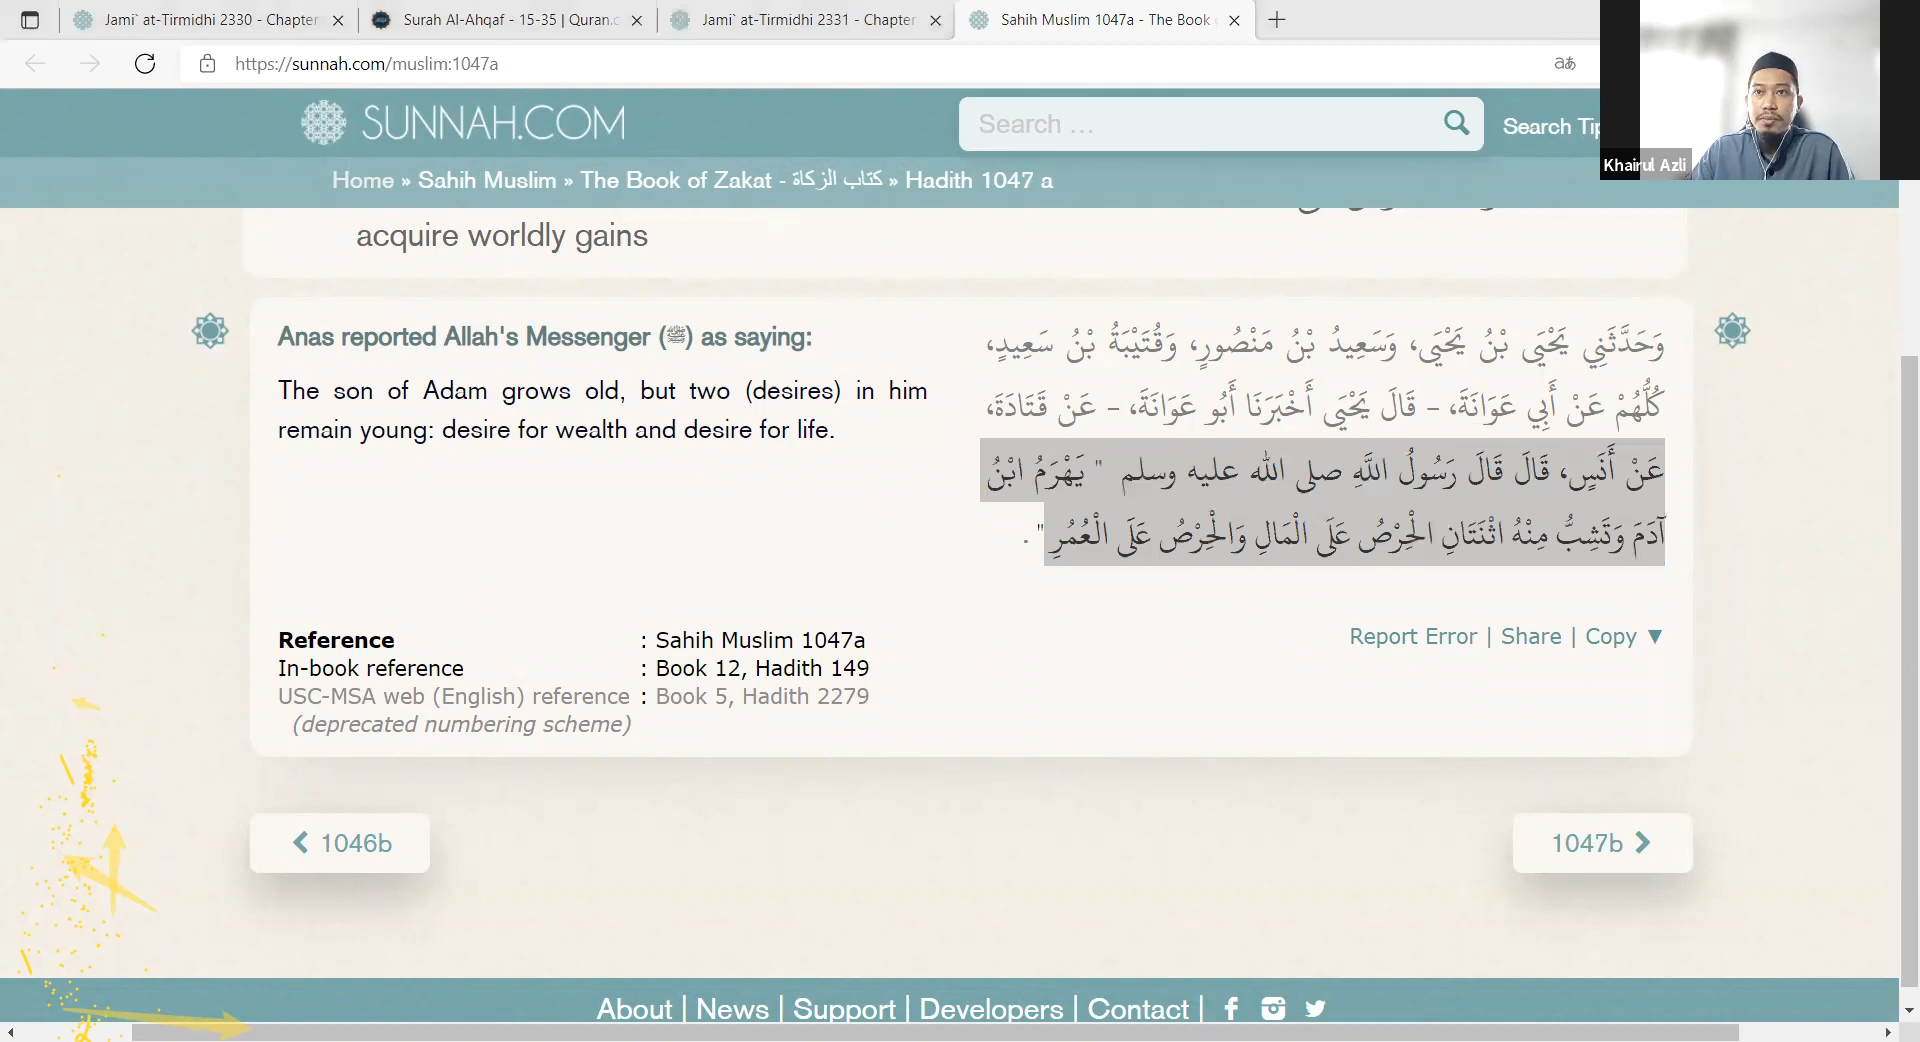 Jami` at-Tirmidhi 2330 - Chapter
Surah Al-Ahqaf - 15-35 | Quran.c
Jami` at-Tirmidhi 2331 - Chapter
Sahih Muslim 1047a - The Book
https://sunnah.com/muslim:1047a
SUNNAH.COM
Search ...
Search Tip
Khairul Azli
Home » Sahih Muslim » The Book of Zakat - كتاب الزكاة » Hadith 1047 a
acquire worldly gains
Anas reported Allah's Messenger (ﷺ) as saying:
The son of Adam grows old, but two (desires) in him
remain young: desire for wealth and desire for life.
وَحَدَّثَنِي يَحْيَى بْنُ يَحْيَى، وَسَعِيدُ بْنُ مَنْصُورٍ، وَقُتَيْبَةُ بْنُ سَعِيدٍ،
كُلُّهُمْ عَنْ أَبِي عَوَانَةَ، - قَالَ يَحْيَى أَخْبَرَنَا أَبُو عَوَانَةَ، - عَنْ قَتَادَةَ،
عَنْ أَنَسٍ، قَالَ قَالَ رَسُولُ اللَّهِ صلى الله عليه وسلم " يَهْرَمُ ابْنُ
آدَمَ وَتَشِبُّ مِنْهُ اثْنَتَانِ الْحِرْصُ عَلَى الْمَالِ وَالْحِرْصُ عَلَى الْعُمُرِ " .
Reference : Sahih Muslim 1047a
In-book reference : Book 12, Hadith 149
USC-MSA web (English) reference : Book 5, Hadith 2279
(deprecated numbering scheme)
Report Error | Share | Copy ▼
1046b
1047b
About | News | Support | Developers | Contact |